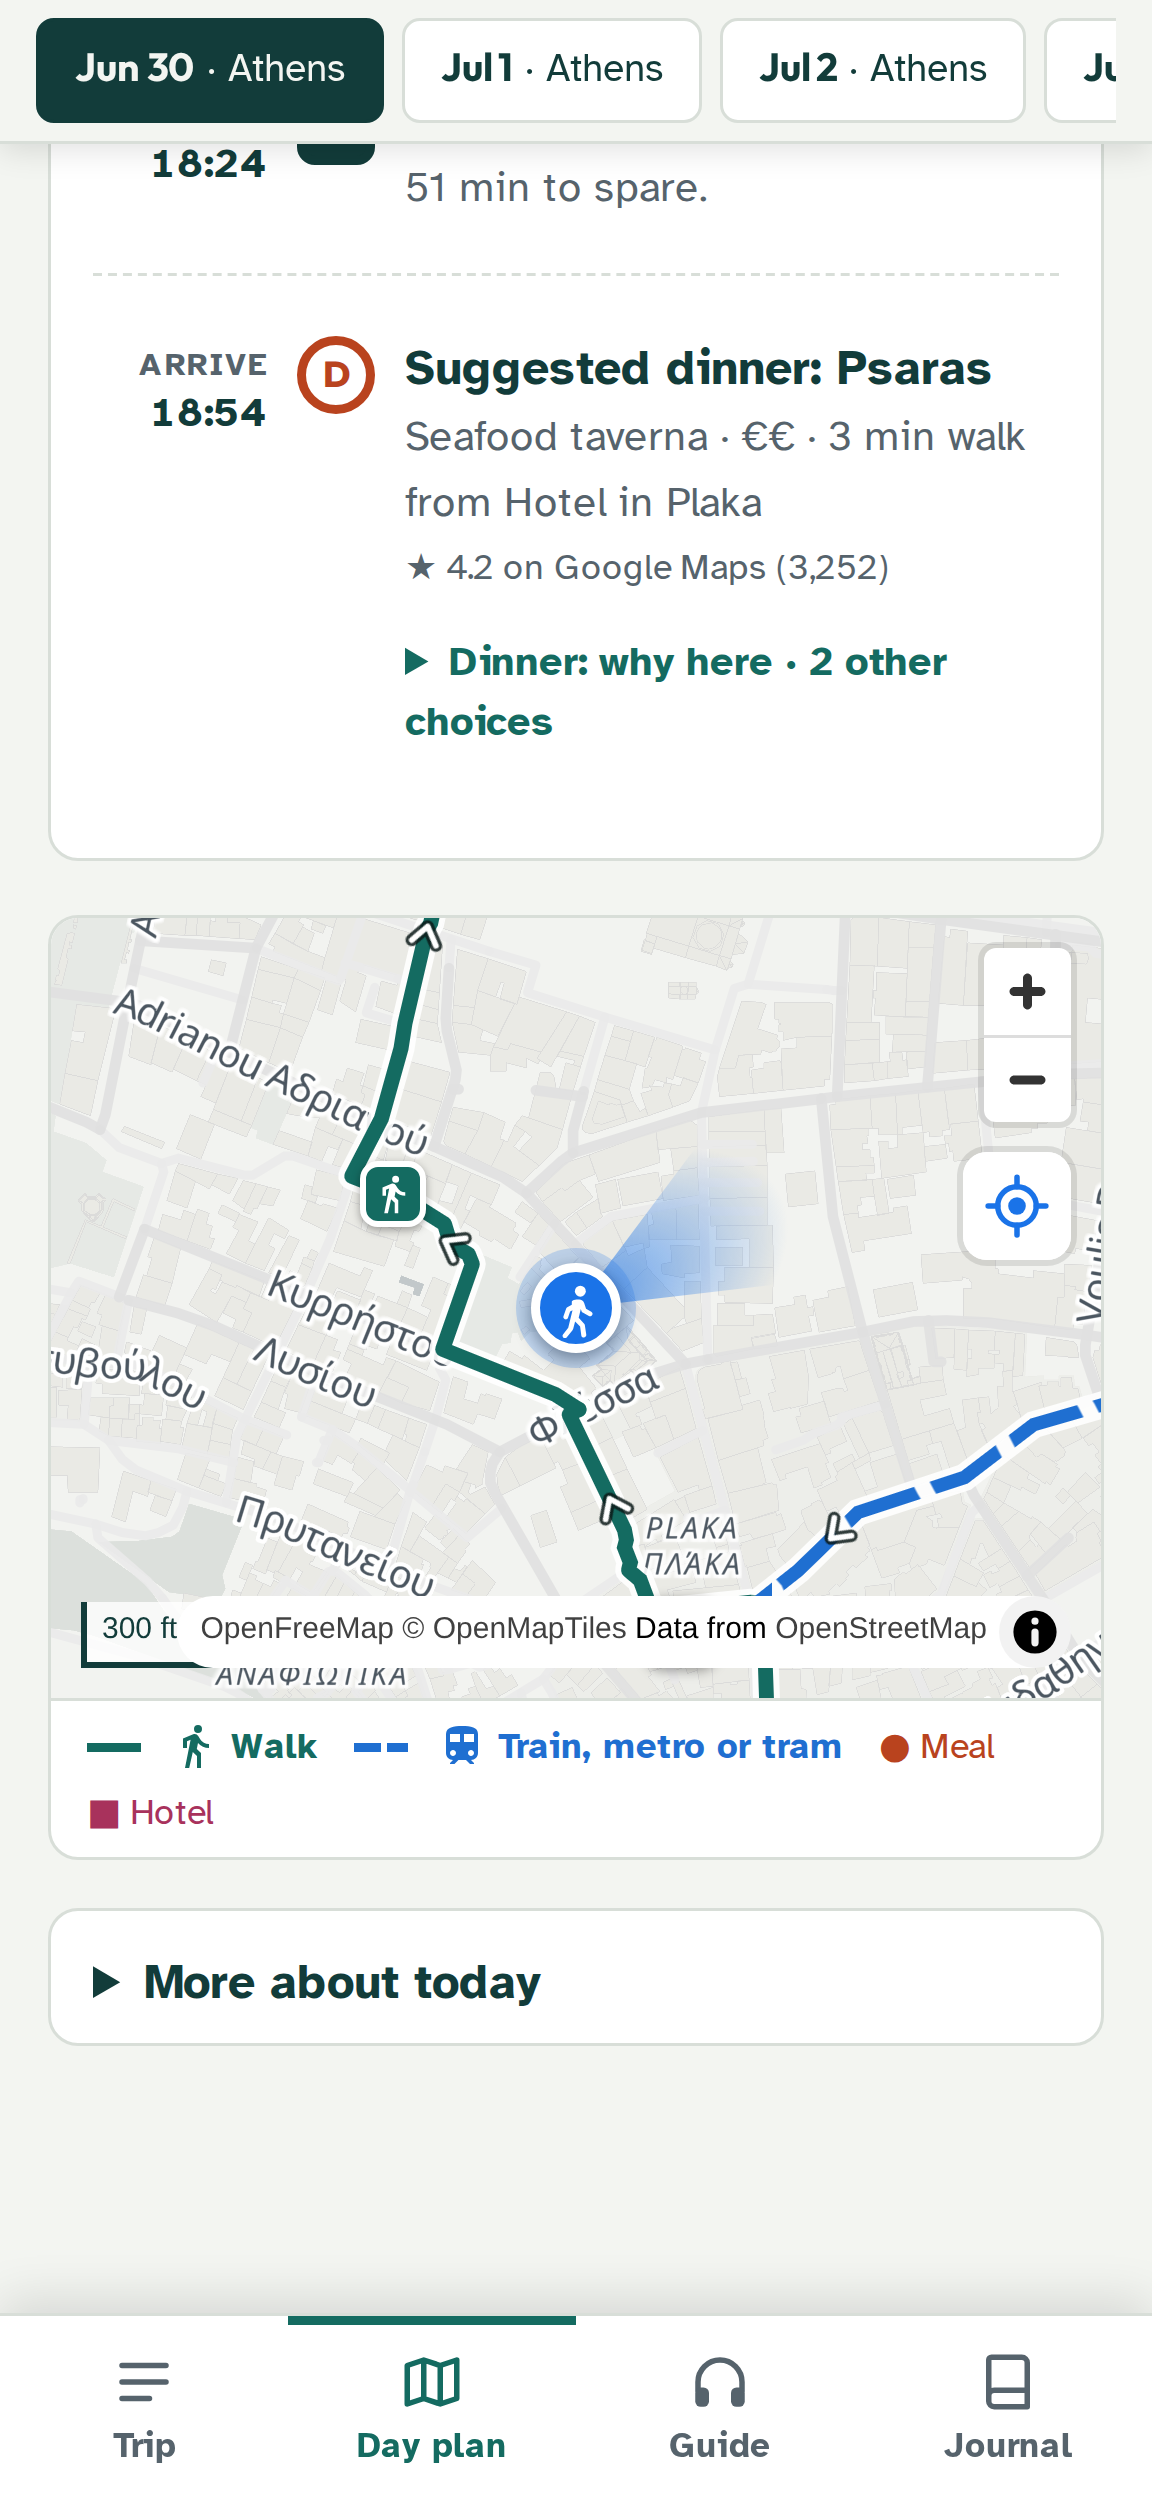 Jun 30 · Athens
Jul 1 · Athens
Jul 2 · Athens
18:24
51 min to spare.
ARRIVE
18:54
D
Suggested dinner: Psaras
Seafood taverna · €€ · 3 min walk
from Hotel in Plaka
★ 4.2 on Google Maps (3,252)
▶ Dinner: why here · 2 other
choices
Adrianou
Κυρρήστος
Λυσίου
Πρυτανείου
PLAKA
ΠΛΆΚΑ
300 ft
OpenFreeMap © OpenMapTiles Data from OpenStreetMap
ΑΝΑΦΙΏΤΙΚΑ
Walk
Train, metro or tram
Meal
Hotel
▶ More about today
Trip
Day plan
Guide
Journal